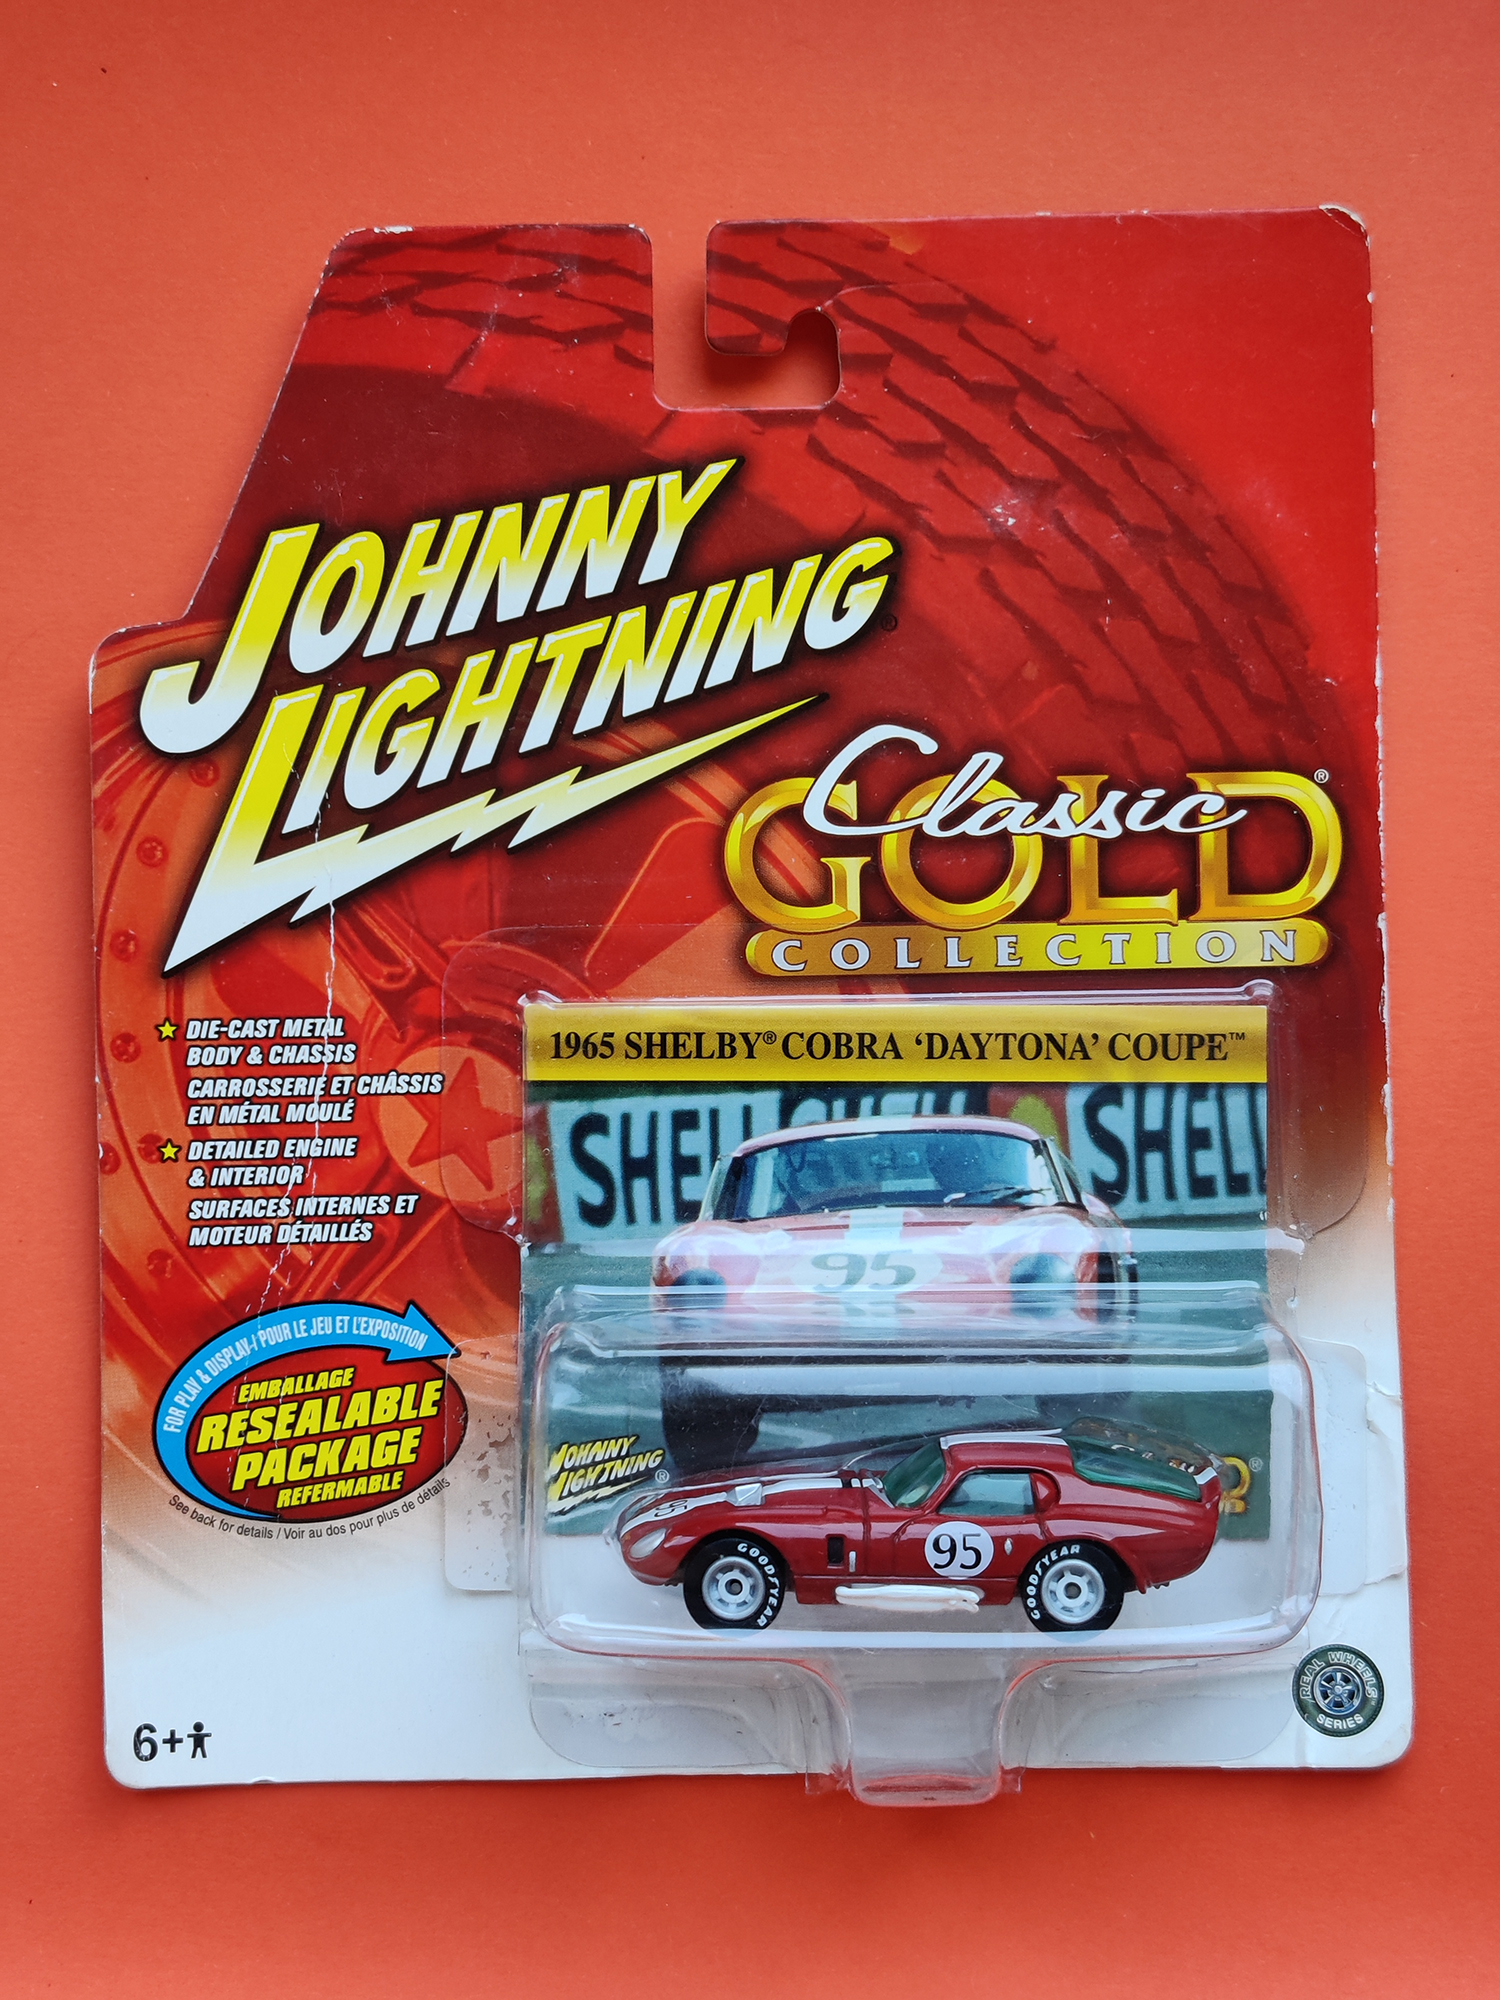 JOHNNY
LIGHTNING®
Classic
GOLD®
COLLECTION
1965 SHELBY® COBRA ‘DAYTONA’ COUPE™
DIE-CAST METAL
BODY & CHASSIS
CARROSSERIE ET CHÂSSIS
EN MÉTAL MOULÉ
DETAILED ENGINE
& INTERIOR
SURFACES INTERNES ET
MOTEUR DÉTAILLÉS
SHELL SHELL
95
FOR PLAY & DISPLAY / POUR LE JEU ET L'EXPOSITION
EMBALLAGE
RESEALABLE
PACKAGE
REFERMABLE
See back for details / Voir au dos pour plus de détails
JOHNNY
LIGHTNING®
95
95
GOODYEAR
GOODYEAR
REAL WHEELS
SERIES
6+